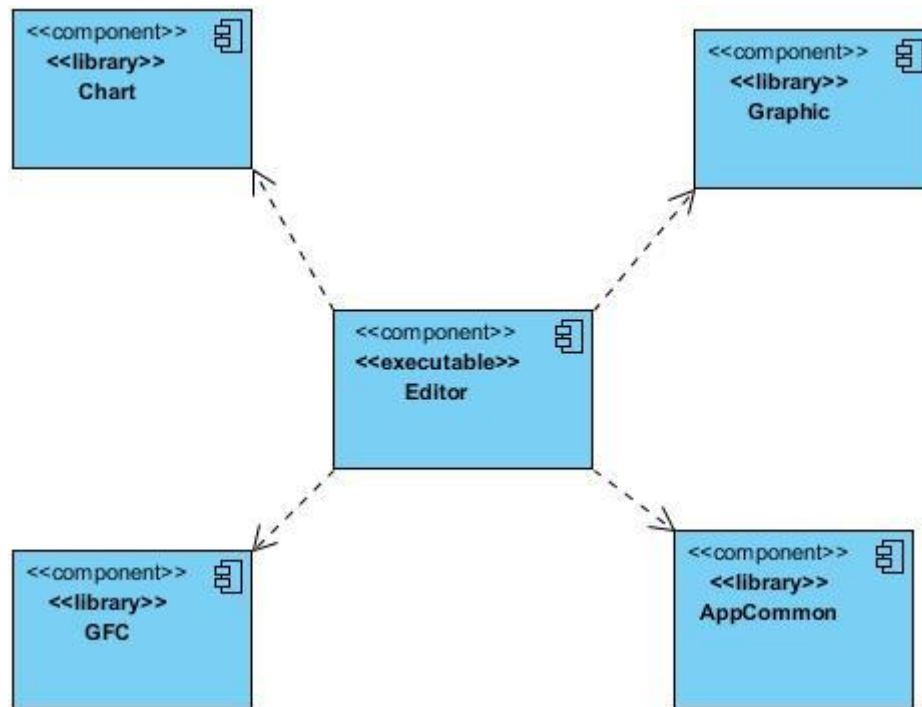 <<component>>
<<library>>
Chart
<<component>>
<<library>>
Graphic
<<component>>
<<executable>>
Editor
<<component>>
<<library>>
GFC
<<component>>
<<library>>
AppCommon